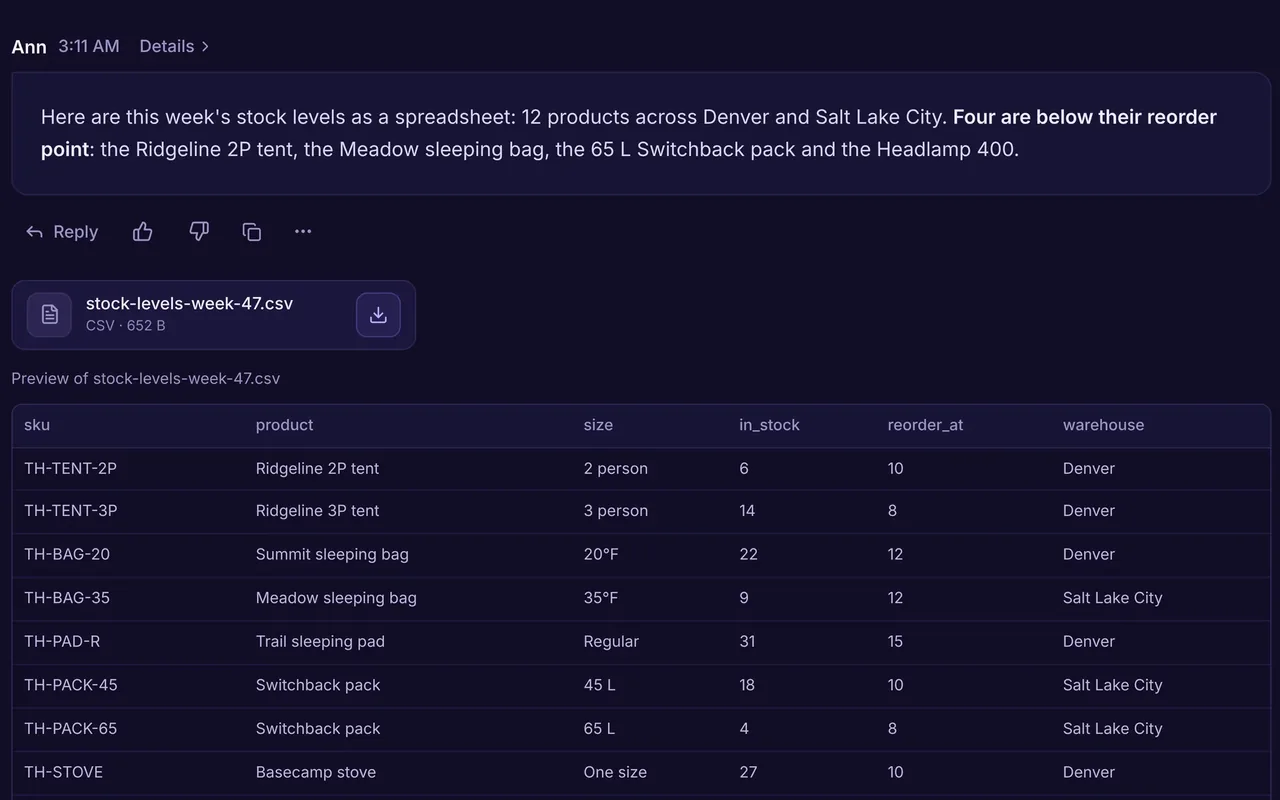 Ann 3:11 AM Details
Here are this week's stock levels as a spreadsheet: 12 products across Denver and Salt Lake City. Four are below their reorder
point: the Ridgeline 2P tent, the Meadow sleeping bag, the 65 L Switchback pack and the Headlamp 400.
Reply
stock-levels-week-47.csv
CSV · 652 B
Preview of stock-levels-week-47.csv
sku product size in_stock reorder_at warehouse
TH-TENT-2P Ridgeline 2P tent 2 person 6 10 Denver
TH-TENT-3P Ridgeline 3P tent 3 person 14 8 Denver
TH-BAG-20 Summit sleeping bag 20°F 22 12 Denver
TH-BAG-35 Meadow sleeping bag 35°F 9 12 Salt Lake City
TH-PAD-R Trail sleeping pad Regular 31 15 Denver
TH-PACK-45 Switchback pack 45 L 18 10 Salt Lake City
TH-PACK-65 Switchback pack 65 L 4 8 Salt Lake City
TH-STOVE Basecamp stove One size 27 10 Denver